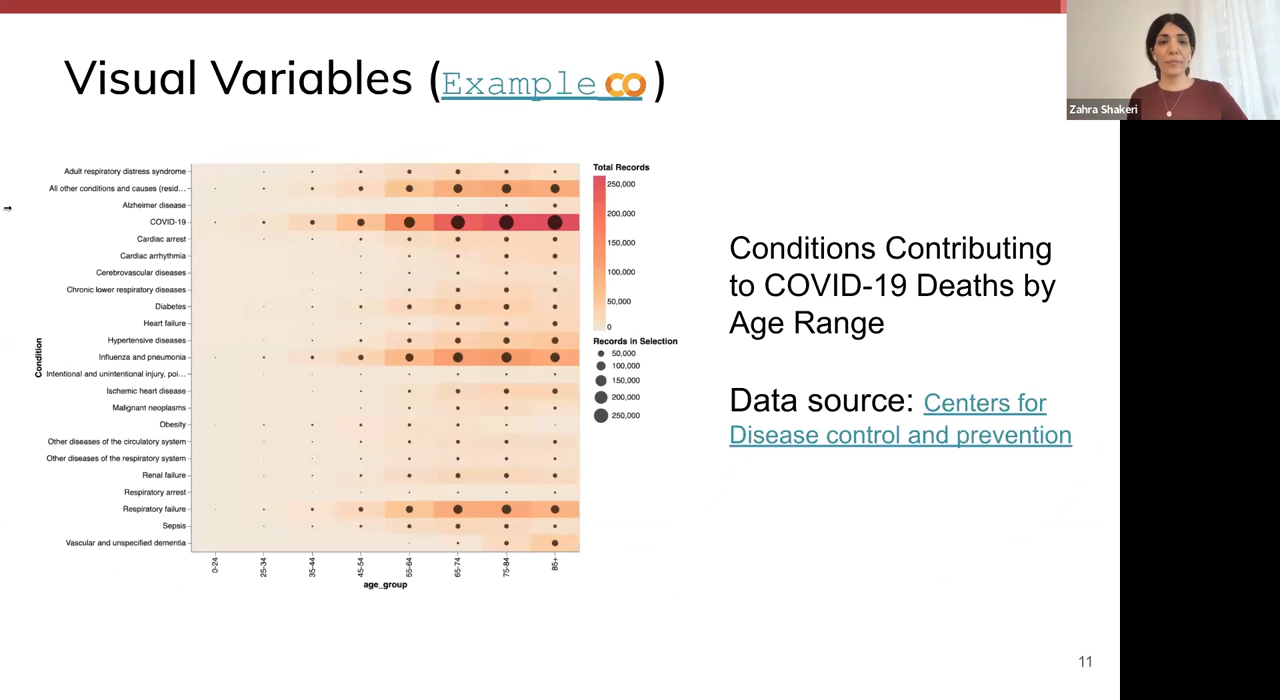 Visual Variables (Example CO)
Zahra Shakeri
Adult respiratory distress syndrome
All other conditions and causes (resid...
Alzheimer disease
COVID-19
Cardiac arrest
Cardiac arrhythmia
Cerebrovascular diseases
Chronic lower respiratory diseases
Diabetes
Heart failure
Hypertensive diseases
Influenza and pneumonia
Intentional and unintentional injury, poi...
Ischemic heart disease
Malignant neoplasms
Obesity
Other diseases of the circulatory system
Other diseases of the respiratory system
Renal failure
Respiratory arrest
Respiratory failure
Sepsis
Vascular and unspecified dementia
Condition
0-24
25-34
35-44
45-54
55-64
65-74
75-84
85+
age_group
Total Records
250,000
200,000
150,000
100,000
50,000
0
Records in Selection
50,000
100,000
150,000
200,000
250,000
Conditions Contributing
to COVID-19 Deaths by
Age Range
Data source: Centers for
Disease control and prevention
11